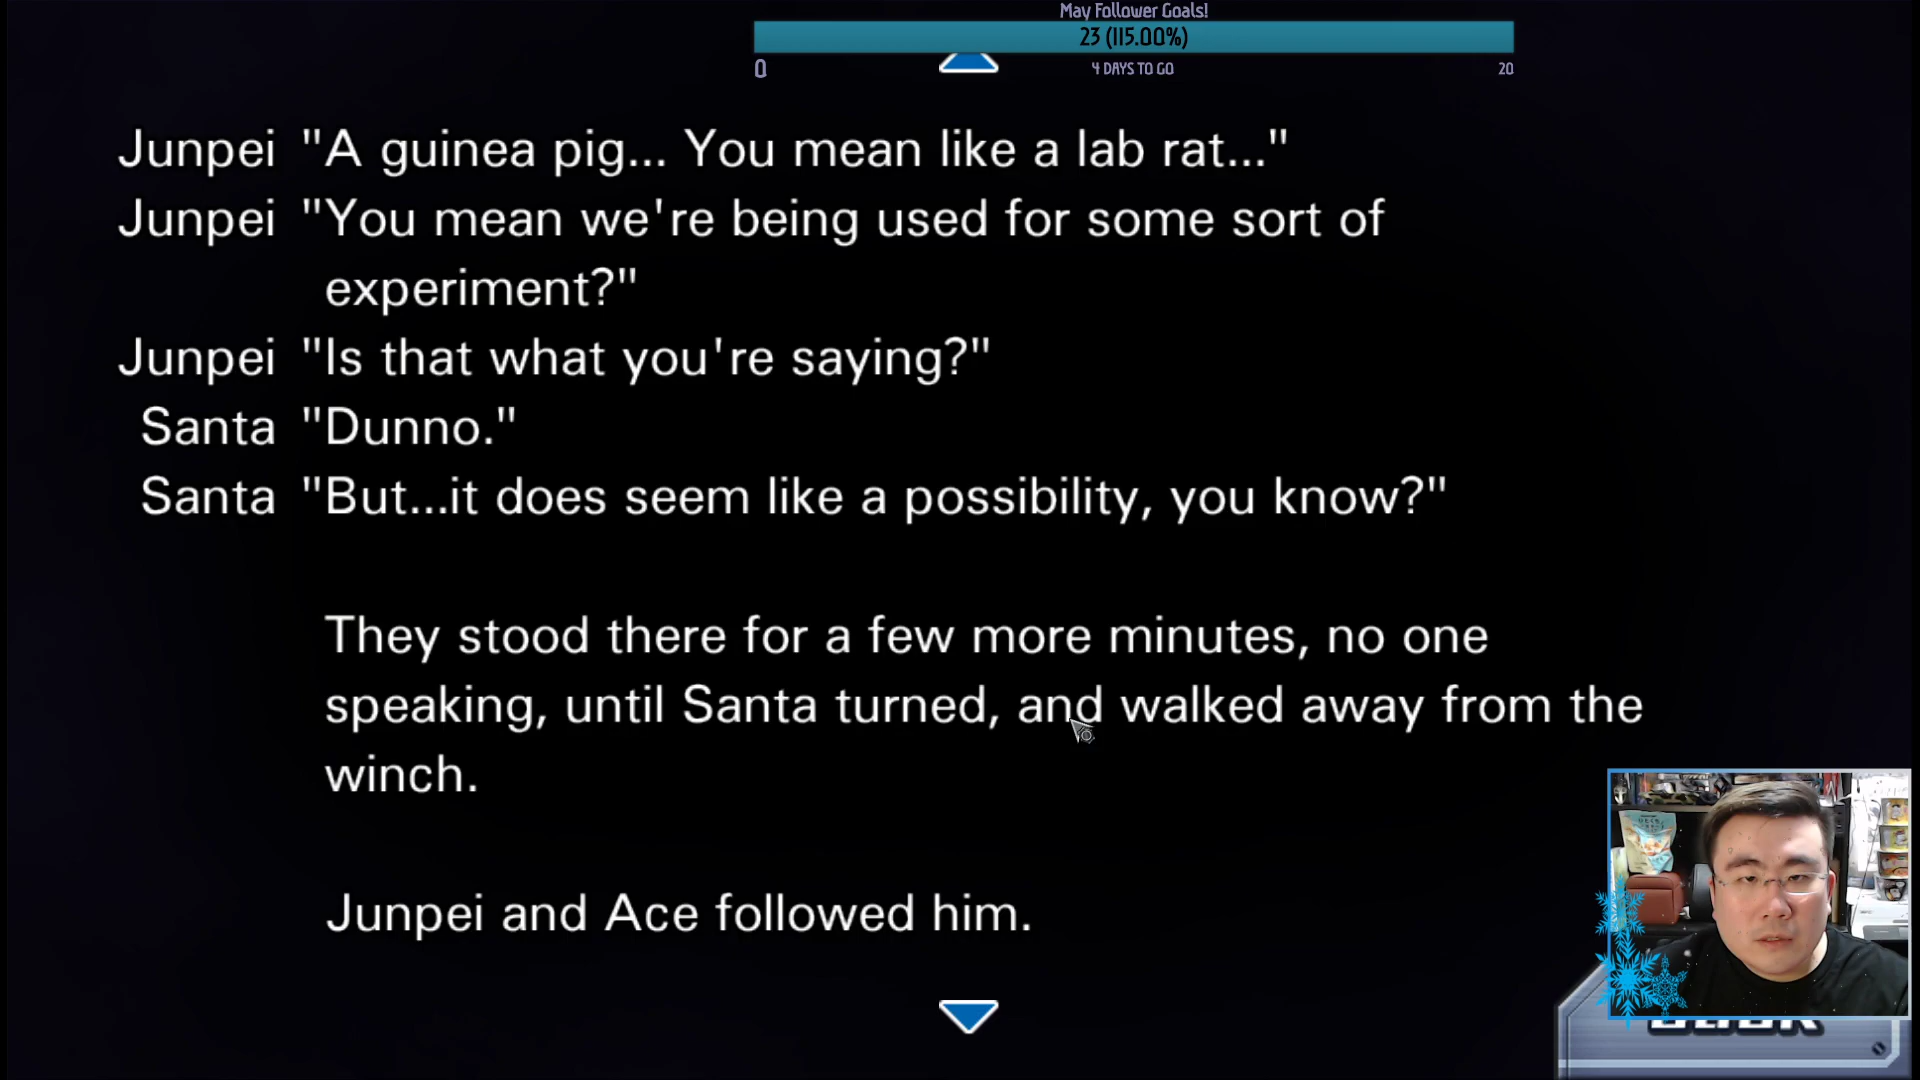 May Follower Goals!
23 (115.00%)
0
4 DAYS TO GO
20
Junpei "A guinea pig... You mean like a lab rat..."
Junpei "You mean we're being used for some sort of
experiment?"
Junpei "Is that what you're saying?"
Santa "Dunno."
Santa "But...it does seem like a possibility, you know?"
They stood there for a few more minutes, no one
speaking, until Santa turned, and walked away from the
winch.
Junpei and Ace followed him.